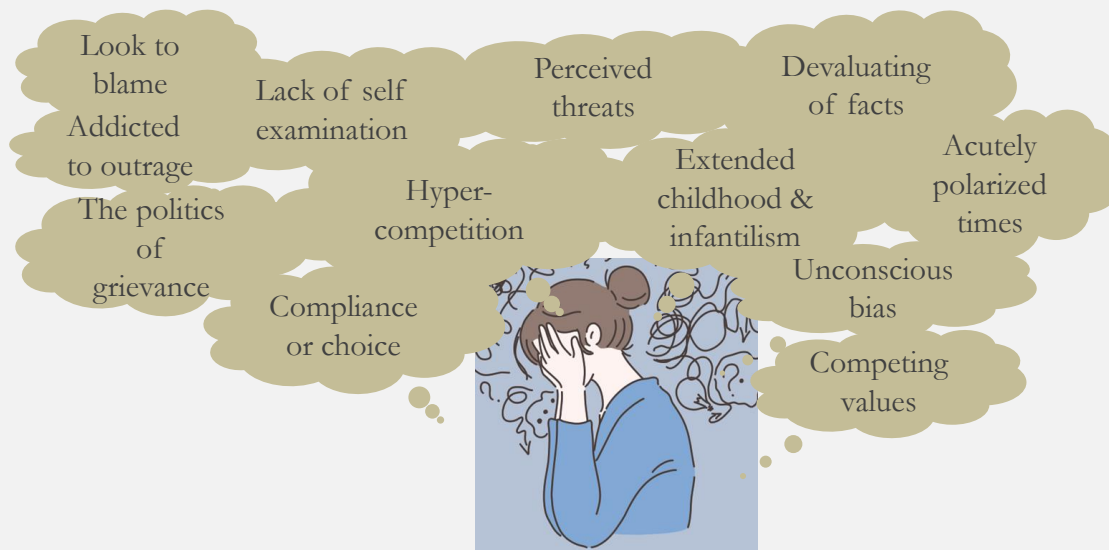 Look to
blame
Lack of self
examination
Perceived
threats
Devaluating
of facts
Addicted
to outrage
Hyper-
competition
Extended
childhood &
infantilism
Acutely
polarized
times
The politics
of
grievance
Compliance
or choice
Unconscious
bias
Competing
values